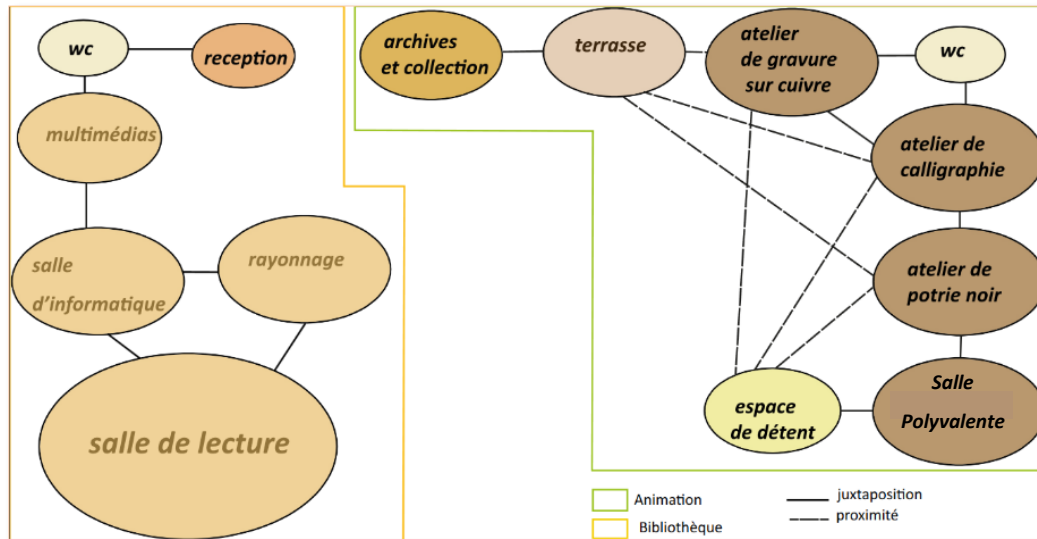 wc
reception
multimédias
salle
d'informatique
rayonnage
salle de lecture
archives
et collection
terrasse
atelier
de gravure
sur cuivre
wc
atelier de
calligraphie
atelier de
potrie noir
espace
de détent
Salle
Polyvalente
Animation
Bibliothèque
juxtaposition
proximité